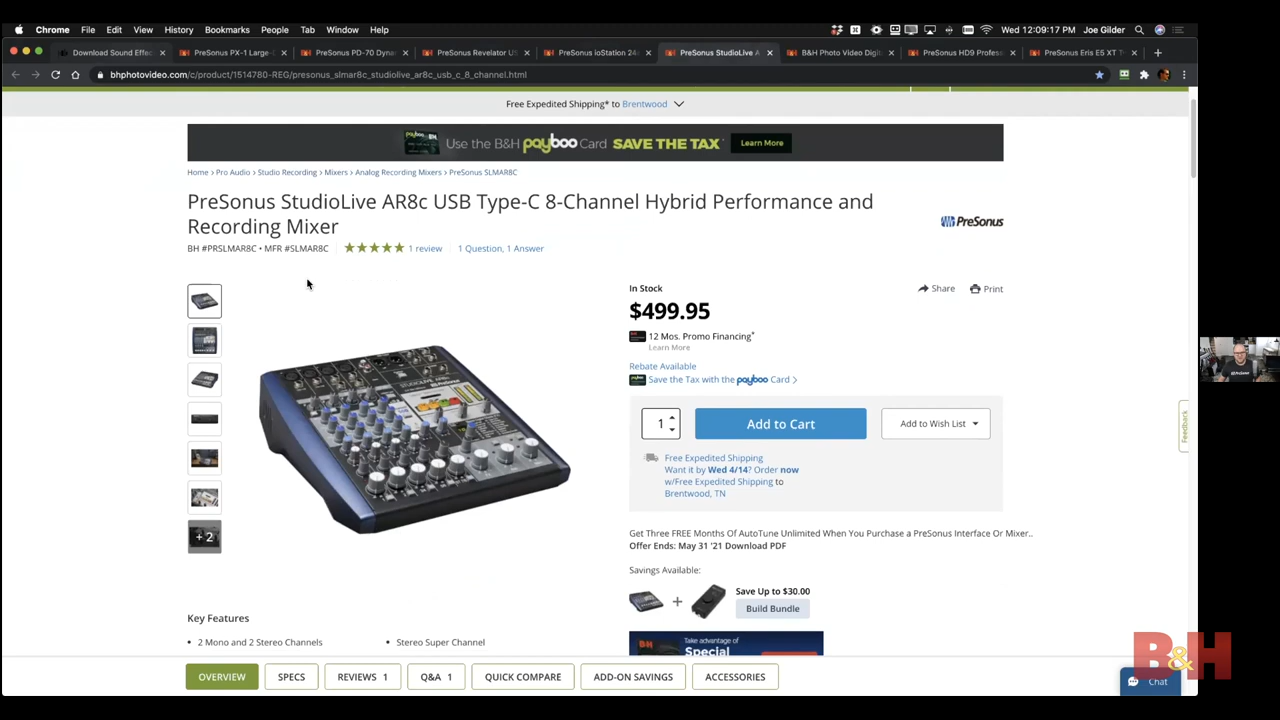 Chrome File Edit View History Bookmarks People Tab Window Help
Wed 12:09:17 PM Joe Gilder
Download Sound Effec
PreSonus PX-1 Large-
PreSonus PD-70 Dyna
PreSonus Revelator US
PreSonus ioStation 24
PreSonus StudioLive A
B&H Photo Video Digit
PreSonus HD9 Profess
PreSonus Eris E5 XT T
bhphotovideo.com/c/product/1514780-REG/presonus_slmar8c_studiolive_ar8c_usb_c_8_channel.html
Free Expedited Shipping* to Brentwood
Use the B&H payboo Card SAVE THE TAX* Learn More
Home > Pro Audio > Studio Recording > Mixers > Analog Recording Mixers > PreSonus SLMAR8C
PreSonus StudioLive AR8c USB Type-C 8-Channel Hybrid Performance and
Recording Mixer
PreSonus
BH #PRSLMAR8C • MFR #SLMAR8C
1 review
1 Question, 1 Answer
In Stock
Share
Print
$499.95
12 Mos. Promo Financing*
Learn More
Rebate Available
Save the Tax with the payboo Card >
1
Add to Cart
Add to Wish List
Free Expedited Shipping
Want it by Wed 4/14? Order now
w/Free Expedited Shipping to
Brentwood, TN
Feedback
+ 2
Get Three FREE Months Of AutoTune Unlimited When You Purchase a PreSonus Interface Or Mixer..
Offer Ends: May 31 '21 Download PDF
Savings Available:
+
Save Up to $30.00
Build Bundle
Take advantage of
Special
Key Features
• 2 Mono and 2 Stereo Channels
• Stereo Super Channel
OVERVIEW
SPECS
REVIEWS 1
Q&A 1
QUICK COMPARE
ADD-ON SAVINGS
ACCESSORIES
Chat
B&H